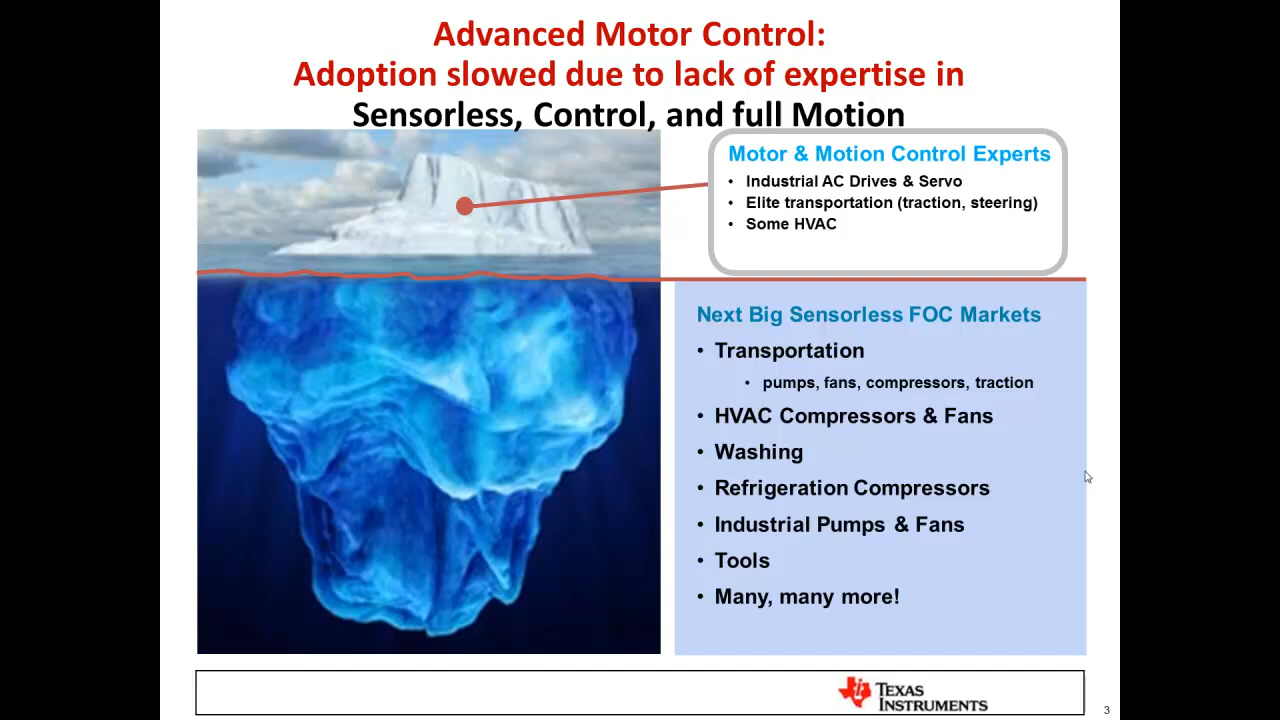 Advanced Motor Control:
Adoption slowed due to lack of expertise in
Sensorless, Control, and full Motion
Motor & Motion Control Experts
• Industrial AC Drives & Servo
• Elite transportation (traction, steering)
• Some HVAC
Next Big Sensorless FOC Markets
• Transportation
• pumps, fans, compressors, traction
• HVAC Compressors & Fans
• Washing
• Refrigeration Compressors
• Industrial Pumps & Fans
• Tools
• Many, many more!
TEXAS
INSTRUMENTS
3